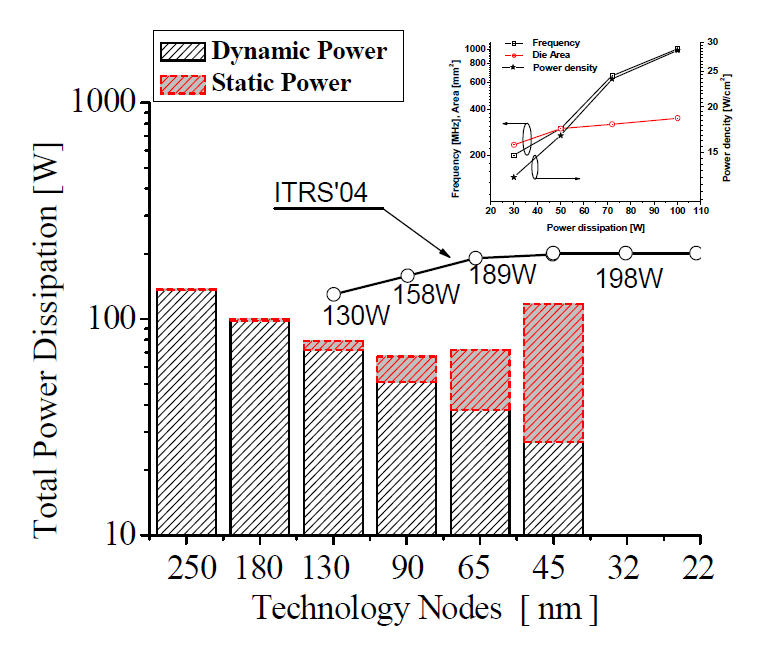 Dynamic Power
Static Power
Total Power Dissipation [W]
1000
100
10
ITRS'04
130W
158W
189W
198W
250 180 130 90 65 45 32 22
Technology Nodes [ nm ]
Frequency
Die Area
Power density
Frequency [MHz], Area [mm²]
1000
800
600
400
200
30
25
20
15
Power dencity [W/cm²]
20 30 40 50 60 70 80 90 100 110
Power dissipation [W]